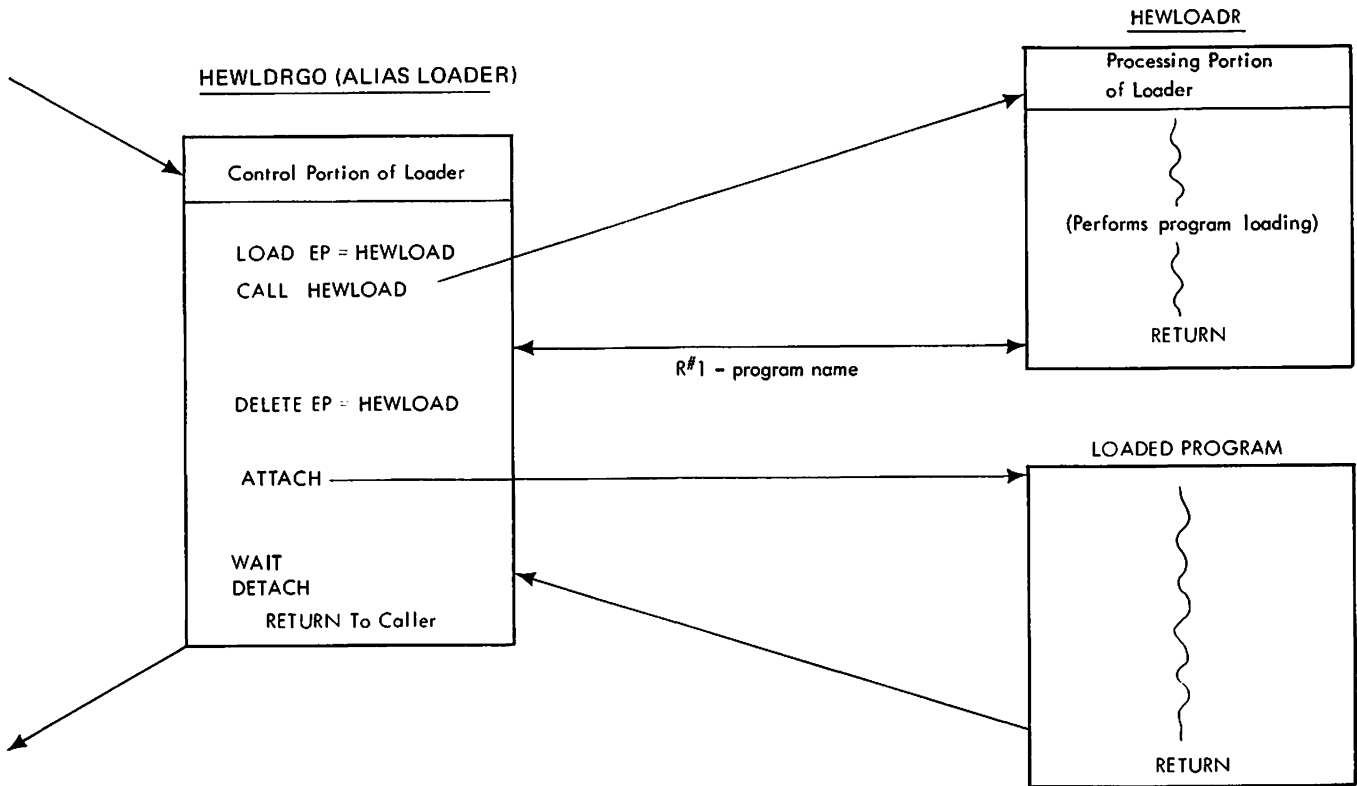 HEWLDRGO (ALIAS LOADER)
Control Portion of Loader
LOAD EP = HEWLOAD
CALL HEWLOAD
DELETE EP = HEWLOAD
ATTACH
WAIT
DETACH
RETURN To Caller
HEWLOADR
Processing Portion
of Loader
(Performs program loading)
RETURN
R#1 - program name
LOADED PROGRAM
RETURN